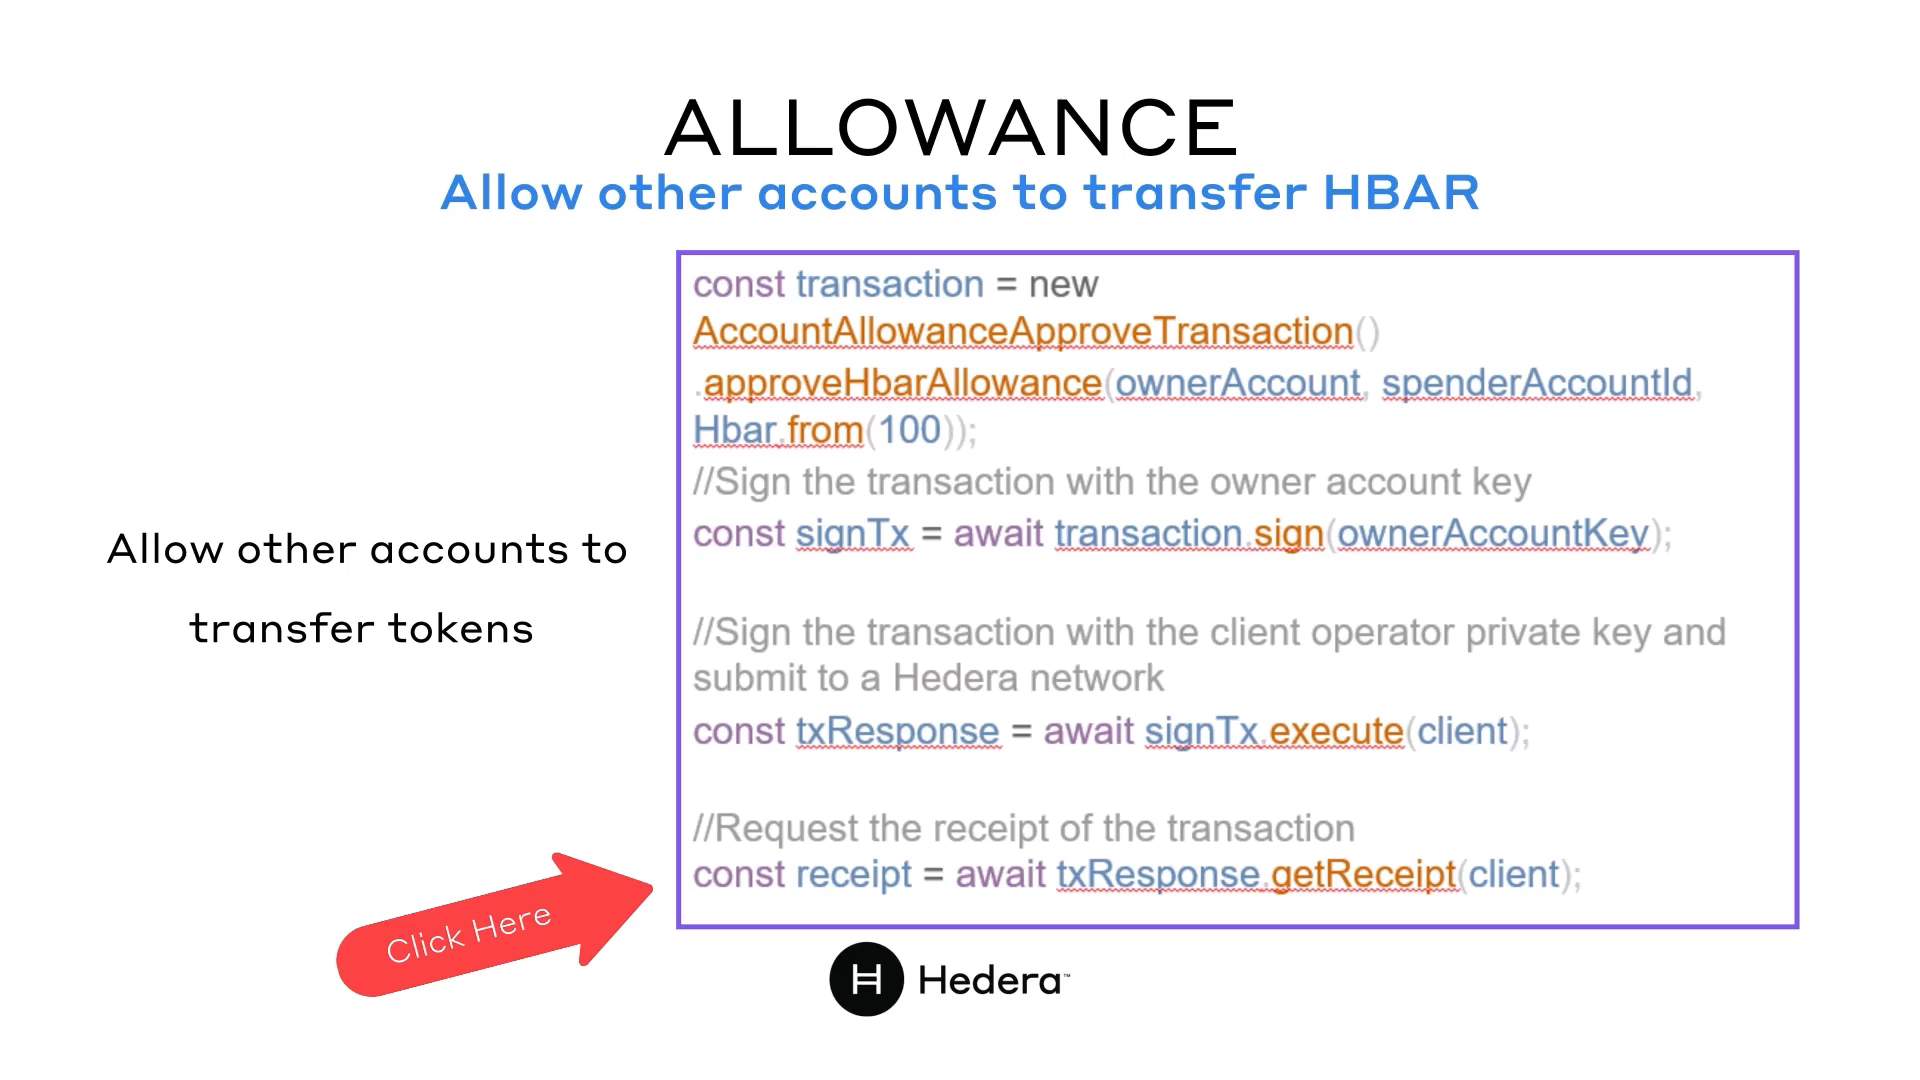 ALLOWANCE
Allow other accounts to transfer HBAR
const transaction = new
AccountAllowanceApproveTransaction()
.approveHbarAllowance(ownerAccount, spenderAccountId,
Hbar.from(100));
//Sign the transaction with the owner account key
const signTx = await transaction.sign(ownerAccountKey);
//Sign the transaction with the client operator private key and
submit to a Hedera network
const txResponse = await signTx.execute(client);
//Request the receipt of the transaction
const receipt = await txResponse.getReceipt(client);
Allow other accounts to
transfer tokens
Click Here
H Hedera™